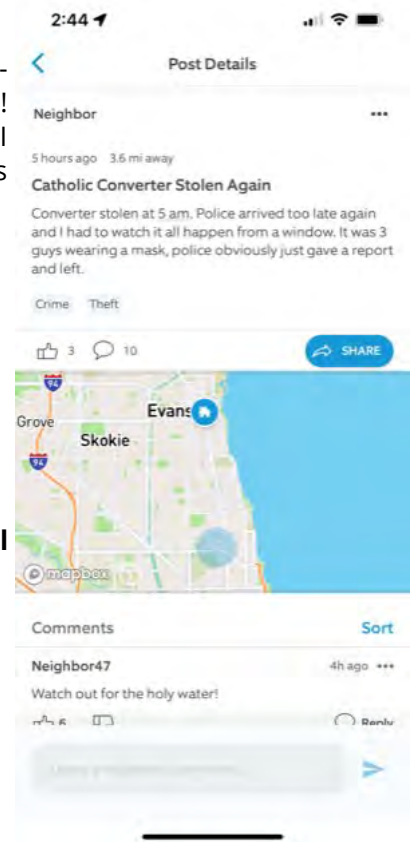 2:44
-
Post Details
!
Neighbor
l
5 hours ago 3.6 mi away
s
Catholic Converter Stolen Again
Converter stolen at 5 am. Police arrived too late again
and I had to watch it all happen from a window. It was 3
guys wearing a mask, police obviously just gave a report
and left.
Crime Theft
3 10
SHARE
94
Evans
Grove
Skokie
94
l
mapbox
Comments
Sort
Neighbor47
4h ago
Watch out for the holy water!
6
Reply